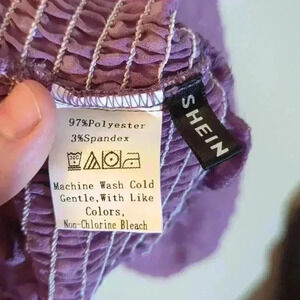 97%Polyester
3%Spandex
Machine Wash Cold
Gentle,With Like
Colors,
Non-Chlorine Bleach
SHEIN